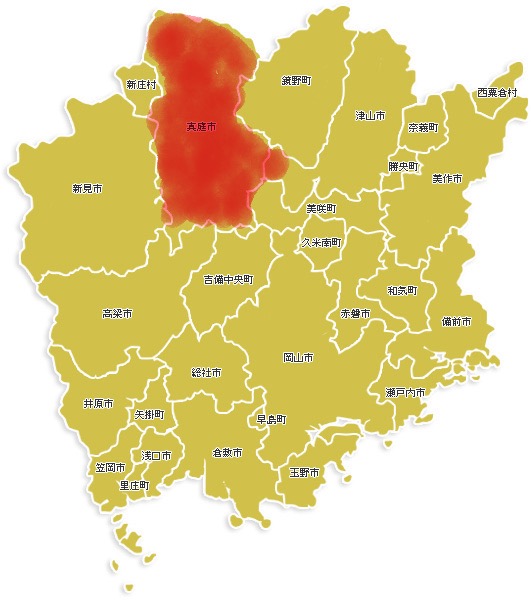 鏡野町
新庄村
西粟倉村
津山市
真庭市
奈義町
勝央町
美作市
新見市
美咲町
久米南町
吉備中央町
和気町
高梁市
赤磐市
備前市
岡山市
総社市
瀬戸内市
井原市
矢掛町
早島町
浅口市
倉敷市
笠岡市
玉野市
里庄町